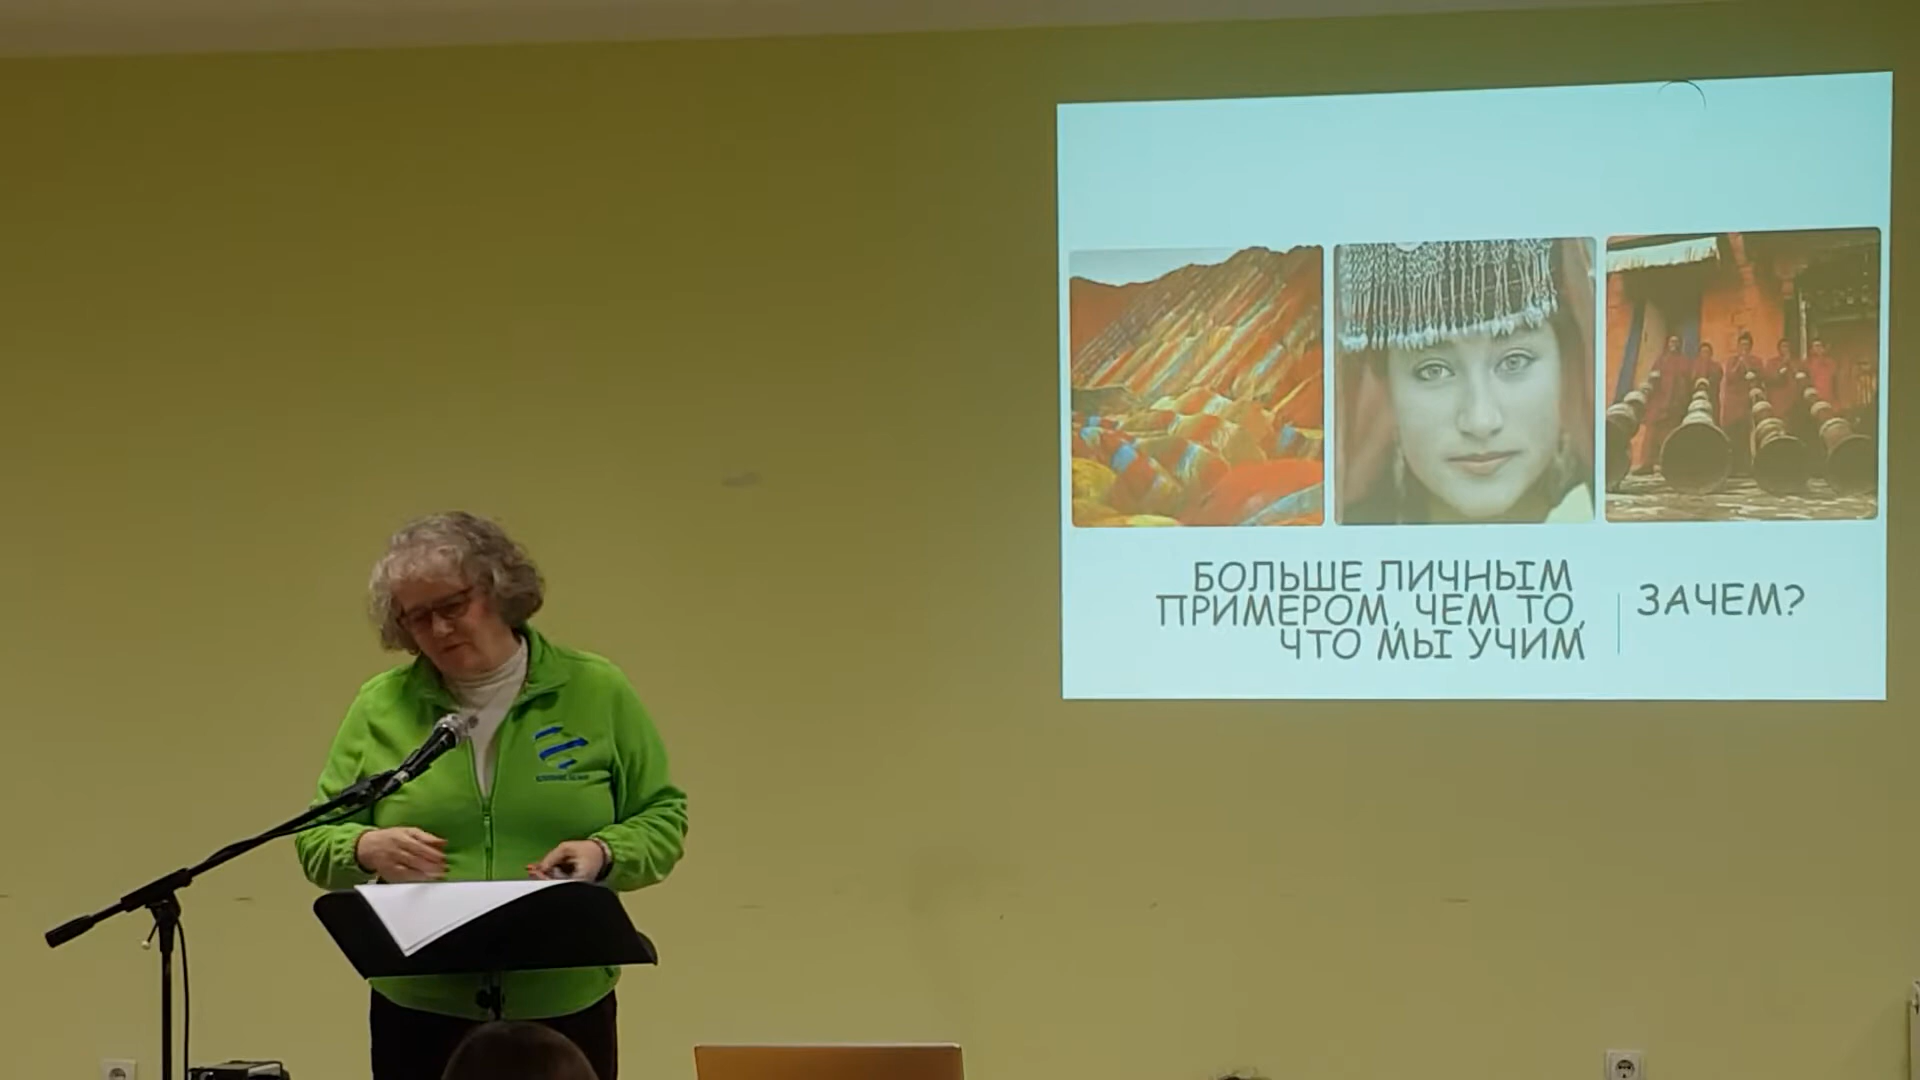 БОЛЬШЕ ЛИЧНЫМ
ПРИМЕРОМ, ЧЕМ ТО,
ЧТО МЫ УЧИМ
ЗАЧЕМ?